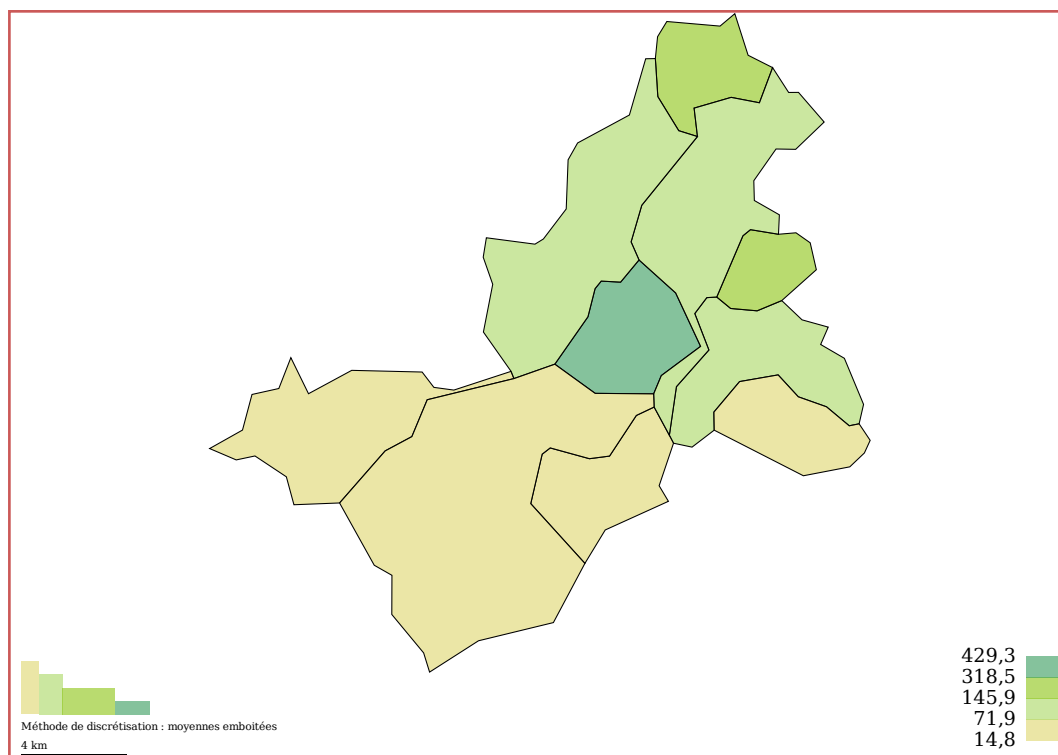 429,3
318,5
145,9
71,9
14,8
Méthode de discrétisation : moyennes emboitées
4 km